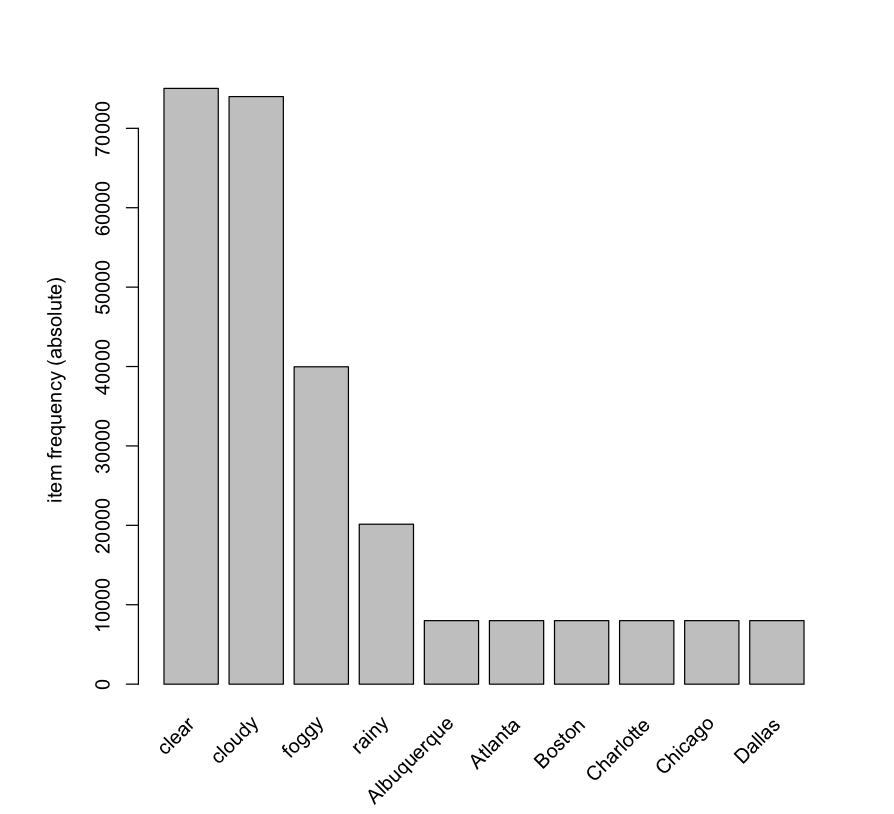 item frequency (absolute)
70000
60000
50000
40000
30000
20000
10000
0
clear
cloudy
foggy
rainy
Albuquerque
Atlanta
Boston
Charlotte
Chicago
Dallas